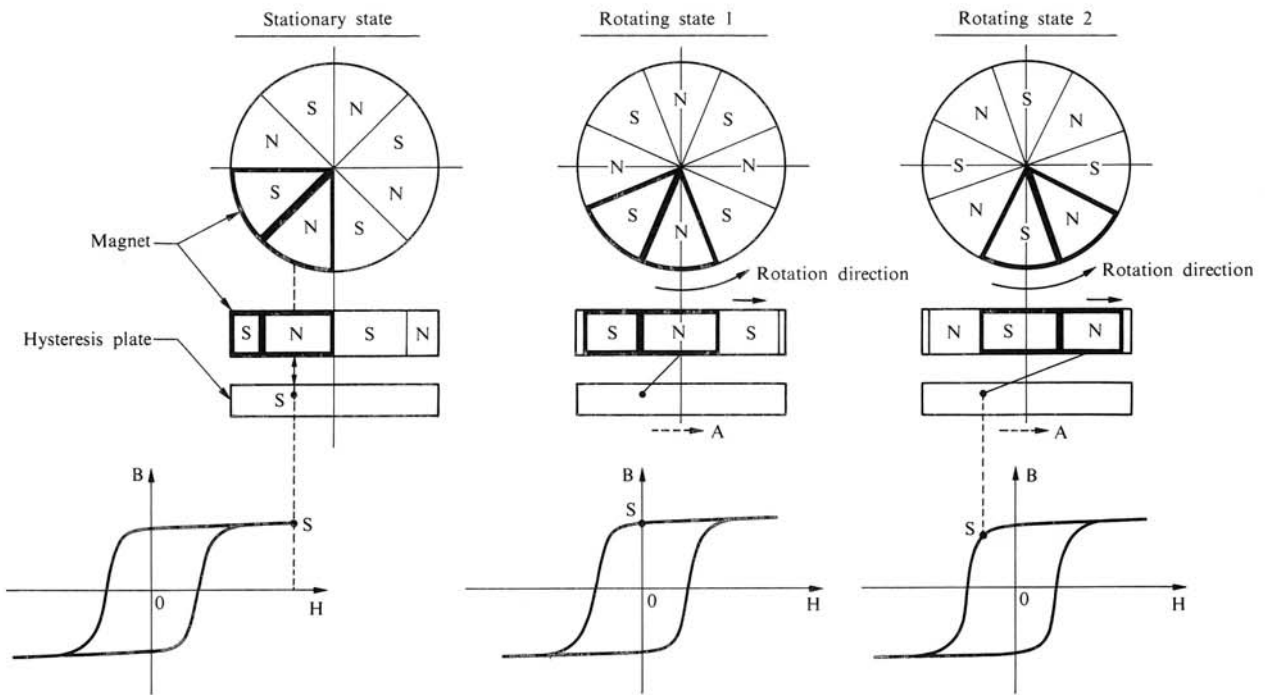 Stationary state
Rotating state 1
Rotating state 2
S N
N S
S N
N S
N
S S
N N
S S
N
S
N N
S S
N N
S
Magnet
Rotation direction
Rotation direction
S N S N
S N S
N S N
Hysteresis plate
S
A
A
B
S
0
H
B
S
0
H
B
S
0
H